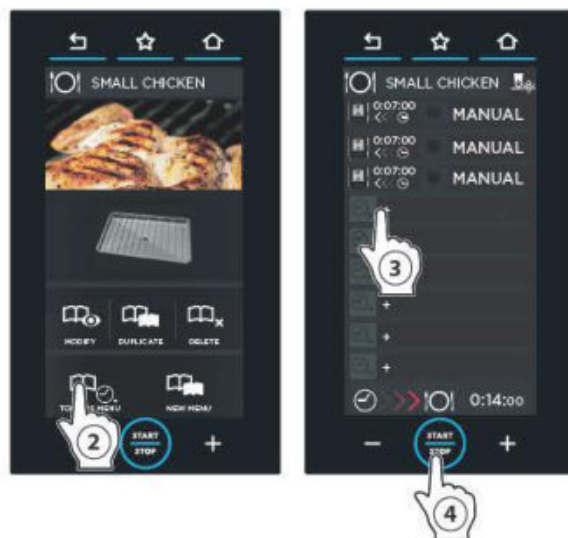 SMALL CHICKEN
MODIFY
DUPLICATE
DELETE
MENU
NEW MENU
2
START
STOP
+
SMALL CHICKEN
0:07:00
MANUAL
0:07:00
MANUAL
0:07:00
MANUAL
+
3
+
+
+
0:14:00
-
START
STOP
+
4